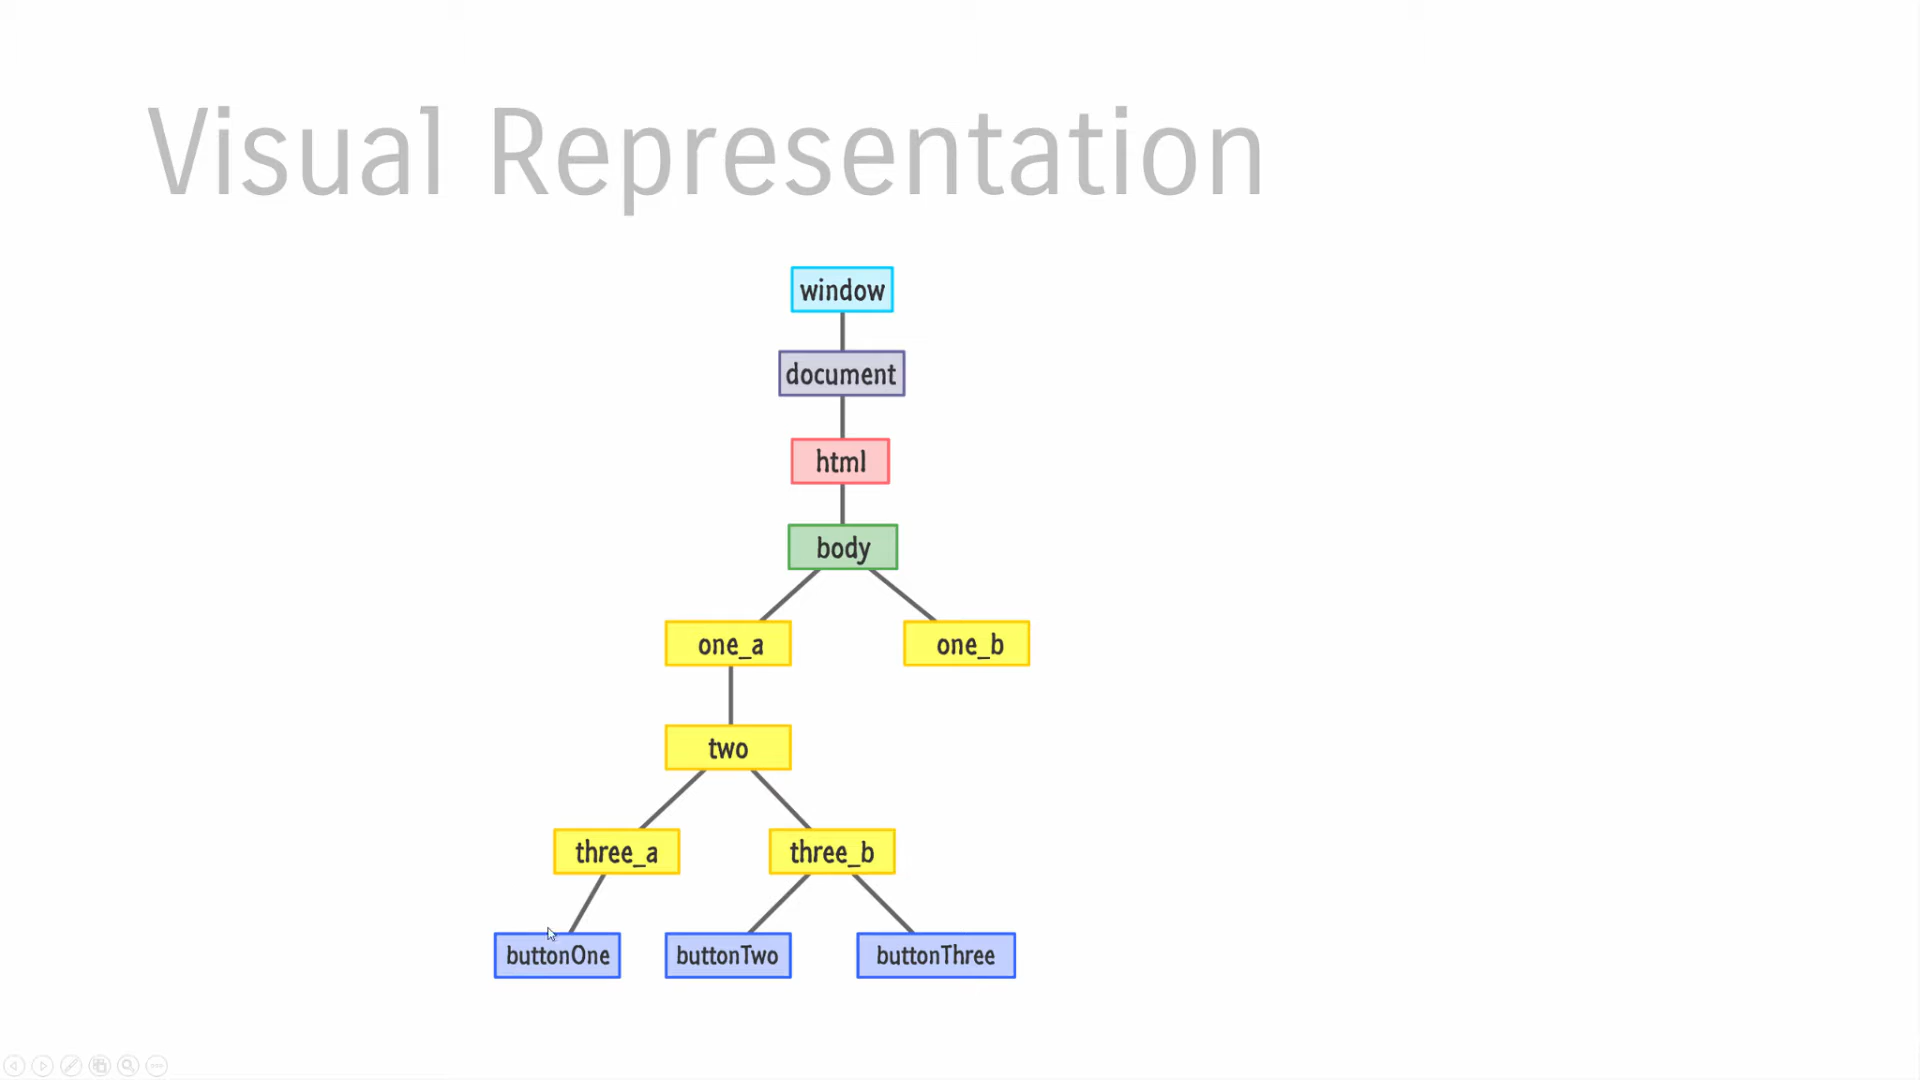 Visual Representation
window
document
html
body
one_a one_b
two
three_a three_b
buttonOne buttonTwo buttonThree